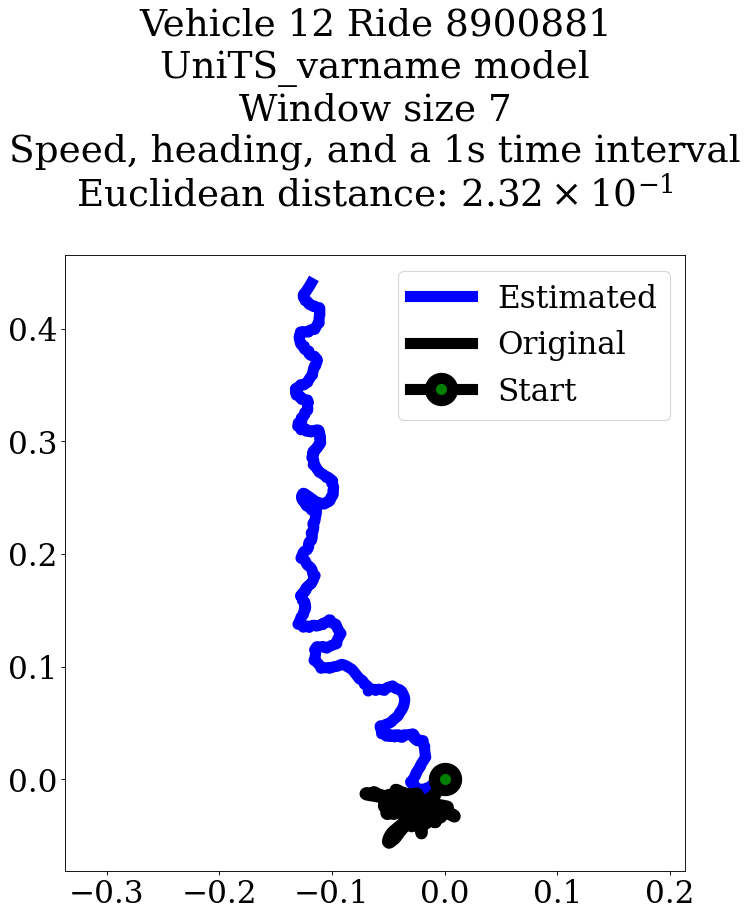 Vehicle 12 Ride 8900881
UniTS_varname model
Window size 7
Speed, heading, and a 1s time interval
Euclidean distance: 2.32 × 10⁻¹
Estimated
Original
Start
0.4
0.3
0.2
0.1
0.0
−0.3
−0.2
−0.1
0.0
0.1
0.2